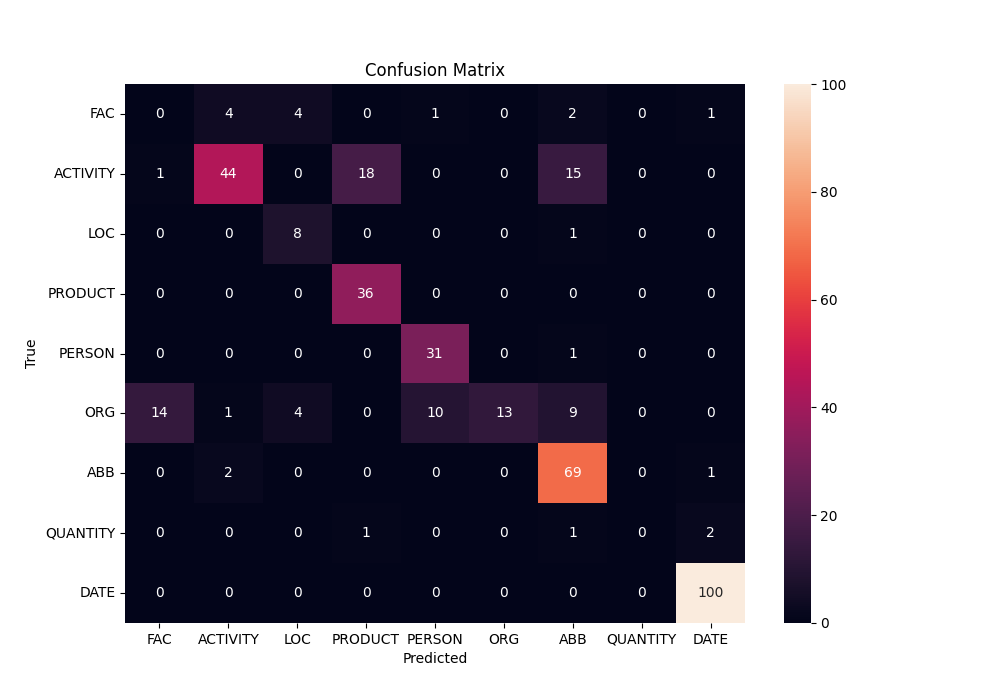 Confusion Matrix
FAC 0 4 4 0 1 0 2 0 1
ACTIVITY 1 44 0 18 0 0 15 0 0
LOC 0 0 8 0 0 0 1 0 0
PRODUCT 0 0 0 36 0 0 0 0 0
PERSON 0 0 0 0 31 0 1 0 0
ORG 14 1 4 0 10 13 9 0 0
ABB 0 2 0 0 0 0 69 0 1
QUANTITY 0 0 0 1 0 0 1 0 2
DATE 0 0 0 0 0 0 0 0 100
FAC ACTIVITY LOC PRODUCT PERSON ORG ABB QUANTITY DATE
Predicted
True
100
80
60
40
20
0